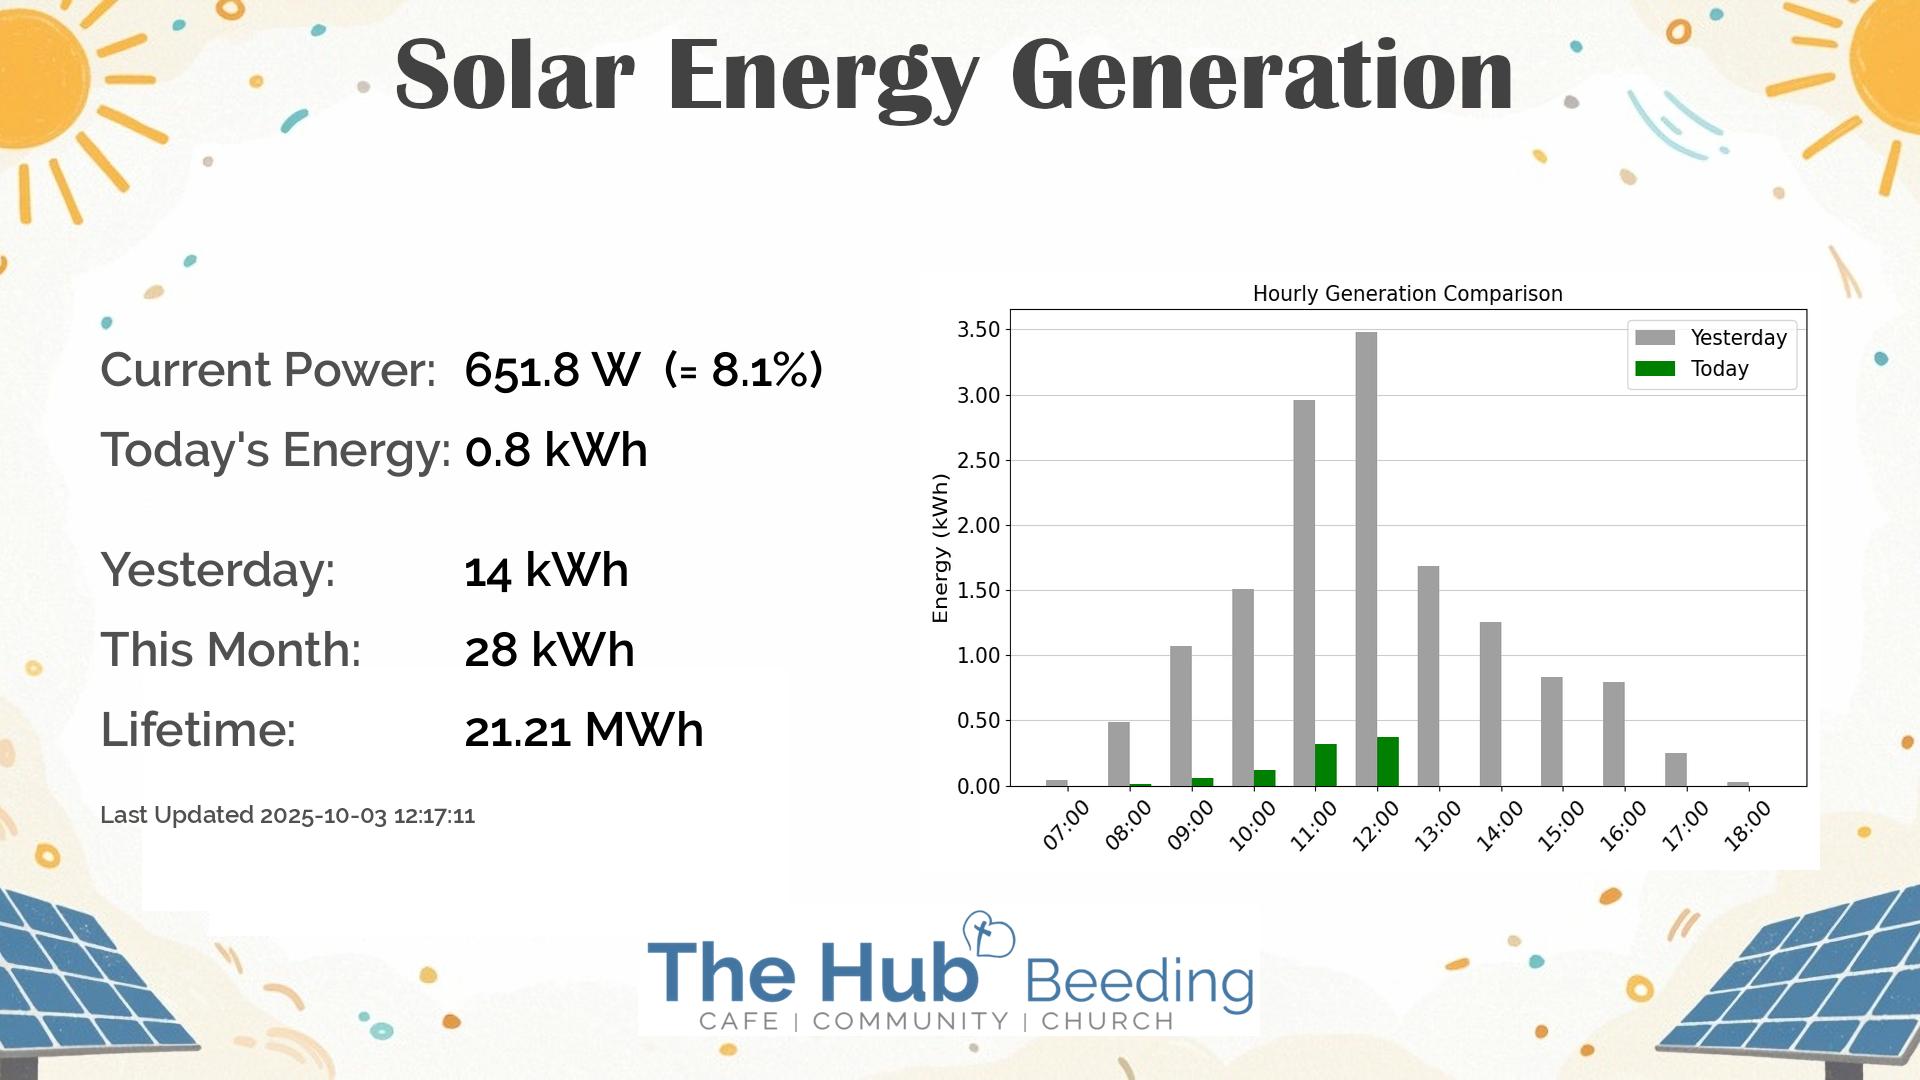 Solar Energy Generation
Current Power: 651.8 W (= 8.1%)
Today's Energy: 0.8 kWh
Yesterday: 14 kWh
This Month: 28 kWh
Lifetime: 21.21 MWh
Last Updated 2025-10-03 12:17:11
Hourly Generation Comparison
Yesterday
Today
Energy (kWh)
3.50
3.00
2.50
2.00
1.50
1.00
0.50
0.00
07:00 08:00 09:00 10:00 11:00 12:00 13:00 14:00 15:00 16:00 17:00 18:00
The Hub Beeding
CAFE | COMMUNITY | CHURCH